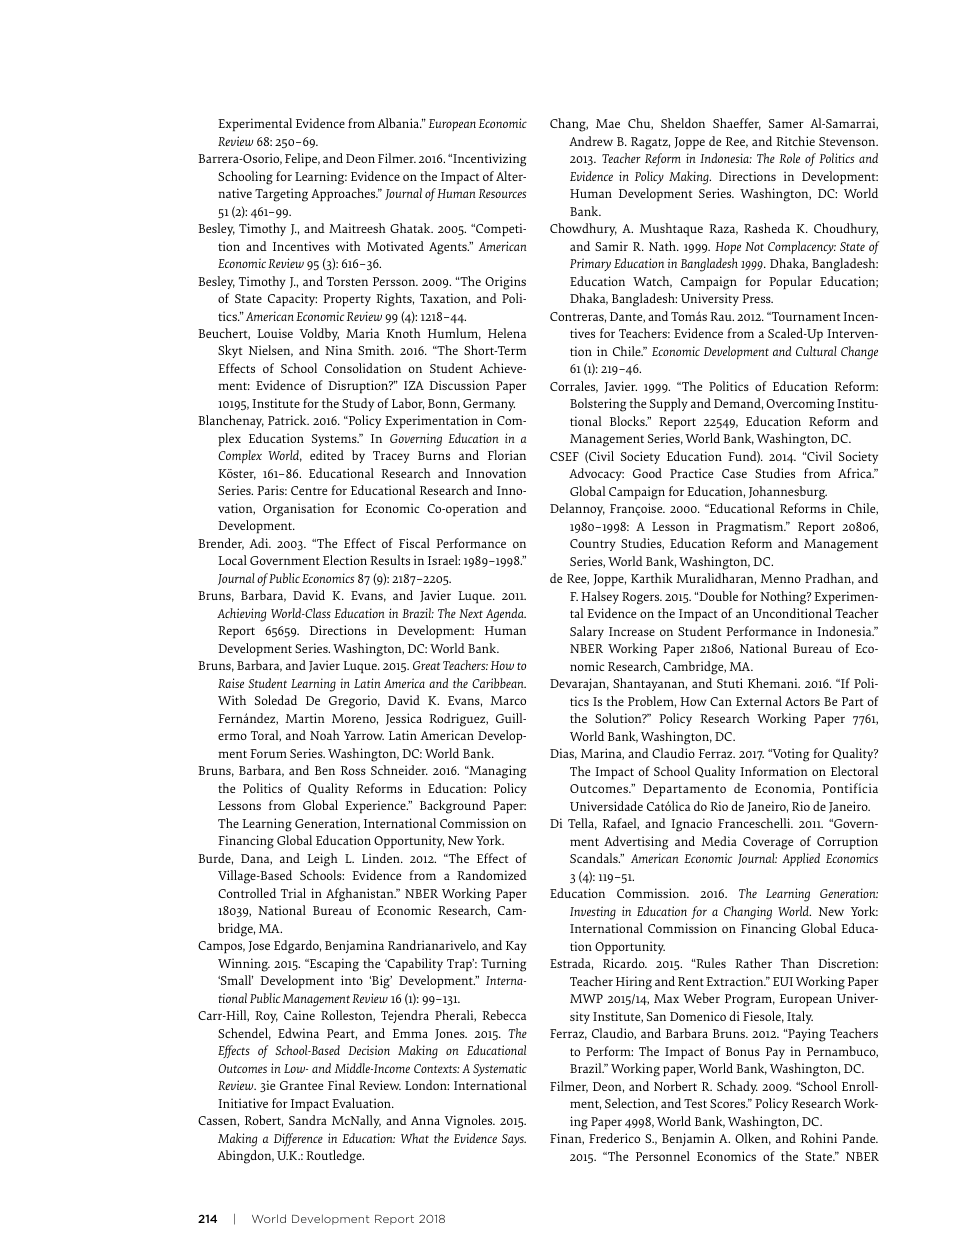 Experimental Evidence from Albania.” European Economic
Review 68: 250–69.
Barrera-Osorio, Felipe, and Deon Filmer. 2016. “Incentivizing
Schooling for Learning: Evidence on the Impact of Alter-
native Targeting Approaches.” Journal of Human Resources
51 (2): 461–99.
Besley, Timothy J., and Maitreesh Ghatak. 2005. “Competi-
tion and Incentives with Motivated Agents.” American
Economic Review 95 (3): 616–36.
Besley, Timothy J., and Torsten Persson. 2009. “The Origins
of State Capacity: Property Rights, Taxation, and Poli-
tics.” American Economic Review 99 (4): 1218–44.
Beuchert, Louise Voldby, Maria Knoth Humlum, Helena
Skyt Nielsen, and Nina Smith. 2016. “The Short-Term
Effects of School Consolidation on Student Achieve-
ment: Evidence of Disruption?” IZA Discussion Paper
10195, Institute for the Study of Labor, Bonn, Germany.
Blanchenay, Patrick. 2016. “Policy Experimentation in Com-
plex Education Systems.” In Governing Education in a
Complex World, edited by Tracey Burns and Florian
Köster, 161–86. Educational Research and Innovation
Series. Paris: Centre for Educational Research and Inno-
vation, Organisation for Economic Co-operation and
Development.
Brender, Adi. 2003. “The Effect of Fiscal Performance on
Local Government Election Results in Israel: 1989–1998.”
Journal of Public Economics 87 (9): 2187–2205.
Bruns, Barbara, David K. Evans, and Javier Luque. 2011.
Achieving World-Class Education in Brazil: The Next Agenda.
Report 65659. Directions in Development: Human
Development Series. Washington, DC: World Bank.
Bruns, Barbara, and Javier Luque. 2015. Great Teachers: How to
Raise Student Learning in Latin America and the Caribbean.
With Soledad De Gregorio, David K. Evans, Marco
Fernández, Martin Moreno, Jessica Rodriguez, Guill-
ermo Toral, and Noah Yarrow. Latin American Develop-
ment Forum Series. Washington, DC: World Bank.
Bruns, Barbara, and Ben Ross Schneider. 2016. “Managing
the Politics of Quality Reforms in Education: Policy
Lessons from Global Experience.” Background Paper:
The Learning Generation, International Commission on
Financing Global Education Opportunity, New York.
Burde, Dana, and Leigh L. Linden. 2012. “The Effect of
Village-Based Schools: Evidence from a Randomized
Controlled Trial in Afghanistan.” NBER Working Paper
18039, National Bureau of Economic Research, Cam-
bridge, MA.
Campos, Jose Edgardo, Benjamina Randrianarivelo, and Kay
Winning. 2015. “Escaping the ‘Capability Trap’: Turning
‘Small’ Development into ‘Big’ Development.” Interna-
tional Public Management Review 16 (1): 99–131.
Carr-Hill, Roy, Caine Rolleston, Tejendra Pherali, Rebecca
Schendel, Edwina Peart, and Emma Jones. 2015. The
Effects of School-Based Decision Making on Educational
Outcomes in Low- and Middle-Income Contexts: A Systematic
Review. 3ie Grantee Final Review. London: International
Initiative for Impact Evaluation.
Cassen, Robert, Sandra McNally, and Anna Vignoles. 2015.
Making a Difference in Education: What the Evidence Says.
Abingdon, U.K.: Routledge.
Chang, Mae Chu, Sheldon Shaeffer, Samer Al-Samarrai,
Andrew B. Ragatz, Joppe de Ree, and Ritchie Stevenson.
2013. Teacher Reform in Indonesia: The Role of Politics and
Evidence in Policy Making. Directions in Development:
Human Development Series. Washington, DC: World
Bank.
Chowdhury, A. Mushtaque Raza, Rasheda K. Choudhury,
and Samir R. Nath. 1999. Hope Not Complacency: State of
Primary Education in Bangladesh 1999. Dhaka, Bangladesh:
Education Watch, Campaign for Popular Education;
Dhaka, Bangladesh: University Press.
Contreras, Dante, and Tomás Rau. 2012. “Tournament Incen-
tives for Teachers: Evidence from a Scaled-Up Interven-
tion in Chile.” Economic Development and Cultural Change
61 (1): 219–46.
Corrales, Javier. 1999. “The Politics of Education Reform:
Bolstering the Supply and Demand, Overcoming Institu-
tional Blocks.” Report 22549, Education Reform and
Management Series, World Bank, Washington, DC.
CSEF (Civil Society Education Fund). 2014. “Civil Society
Advocacy: Good Practice Case Studies from Africa.”
Global Campaign for Education, Johannesburg.
Delannoy, Françoise. 2000. “Educational Reforms in Chile,
1980–1998: A Lesson in Pragmatism.” Report 20806,
Country Studies, Education Reform and Management
Series, World Bank, Washington, DC.
de Ree, Joppe, Karthik Muralidharan, Menno Pradhan, and
F. Halsey Rogers. 2015. “Double for Nothing? Experimen-
tal Evidence on the Impact of an Unconditional Teacher
Salary Increase on Student Performance in Indonesia.”
NBER Working Paper 21806, National Bureau of Eco-
nomic Research, Cambridge, MA.
Devarajan, Shantayanan, and Stuti Khemani. 2016. “If Poli-
tics Is the Problem, How Can External Actors Be Part of
the Solution?” Policy Research Working Paper 7761,
World Bank, Washington, DC.
Dias, Marina, and Claudio Ferraz. 2017. “Voting for Quality?
The Impact of School Quality Information on Electoral
Outcomes.” Departamento de Economia, Pontifícia
Universidade Católica do Rio de Janeiro, Rio de Janeiro.
Di Tella, Rafael, and Ignacio Franceschelli. 2011. “Govern-
ment Advertising and Media Coverage of Corruption
Scandals.” American Economic Journal: Applied Economics
3 (4): 119–51.
Education Commission. 2016. The Learning Generation:
Investing in Education for a Changing World. New York:
International Commission on Financing Global Educa-
tion Opportunity.
Estrada, Ricardo. 2015. “Rules Rather Than Discretion:
Teacher Hiring and Rent Extraction.” EUI Working Paper
MWP 2015/14, Max Weber Program, European Univer-
sity Institute, San Domenico di Fiesole, Italy.
Ferraz, Claudio, and Barbara Bruns. 2012. “Paying Teachers
to Perform: The Impact of Bonus Pay in Pernambuco,
Brazil.” Working paper, World Bank, Washington, DC.
Filmer, Deon, and Norbert R. Schady. 2009. “School Enroll-
ment, Selection, and Test Scores.” Policy Research Work-
ing Paper 4998, World Bank, Washington, DC.
Finan, Frederico S., Benjamin A. Olken, and Rohini Pande.
2015. “The Personnel Economics of the State.” NBER
214 | World Development Report 2018